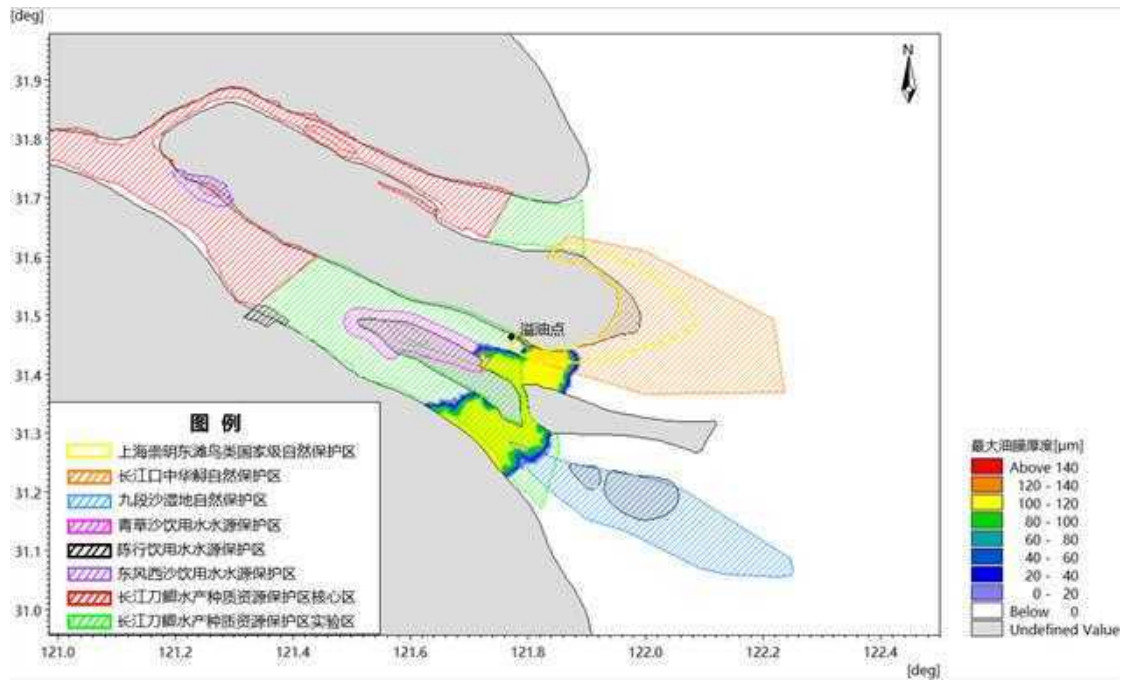 [deg]
N
31.9
31.8
31.7
31.6
31.5
31.4
31.3
31.2
31.1
31.0
溢油点
图 例
上海崇明东滩鸟类国家级自然保护区
长江口中华鲟自然保护区
九段沙湿地自然保护区
青草沙饮用水水源保护区
陈行饮用水水源保护区
东风西沙饮用水水源保护区
长江刀鲫水产种质资源保护区核心区
长江刀鲫水产种质资源保护区实验区
最大油膜厚度[μm]
Above 140
120 - 140
100 - 120
80 - 100
60 - 80
40 - 60
20 - 40
0 - 20
Below 0
Undefined Value
121.0 121.2 121.4 121.6 121.8 122.0 122.2 122.4
[deg]